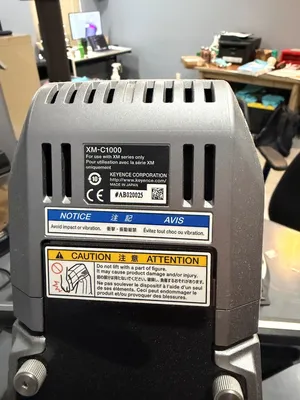 XM-C1000
For use with XM series only
Pour utilisation avec la série XM
uniquement
KEYENCE CORPORATION
http://www.keyence.com
MADE IN JAPAN
10
CE
#AB020025
NOTICE 注記 AVIS
Avoid impact or vibration. 衝撃・振動厳禁 Évitez tout choc ou vibration.
CAUTION 注意 ATTENTION
Do not lift with a part of figure.
It may cause product damage and/or injury.
Ne pas soulever le dispositif à l'aide d'un seul
de ses éléments. Ceci peut endommager le
produit et/ou provoquer des blessures.